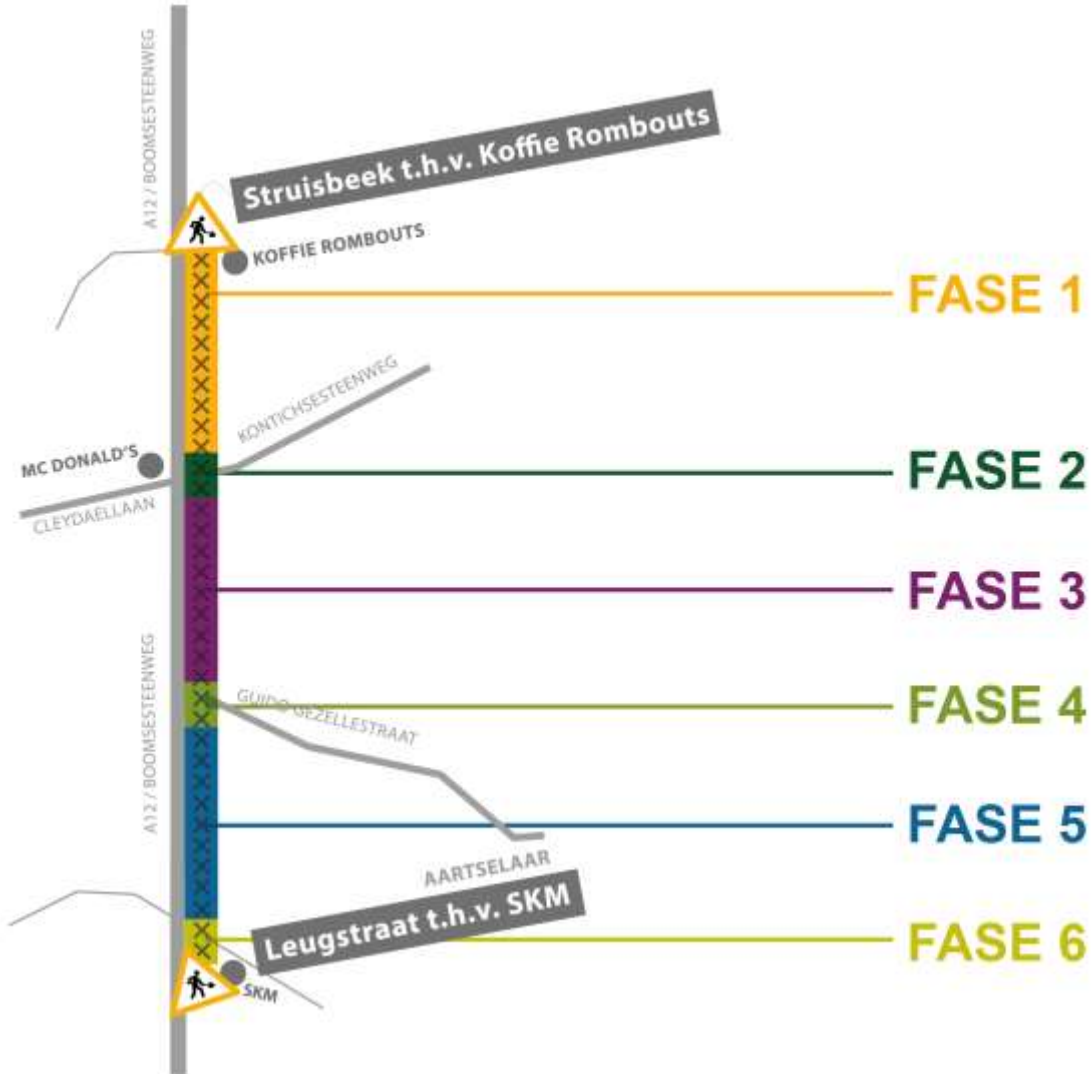 A12 / BOOMSESTEENWEG
Struisbeek t.h.v. Koffie Rombouts
KOFFIE ROMBOUTS
FASE 1
KONTICHSESTEENWEG
MC DONALD'S
FASE 2
CLEYDAELLAAN
FASE 3
A12 / BOOMSESTEENWEG
GUIDO GEZELLESTRAAT
FASE 4
FASE 5
AARTSELAAR
Leugstraat t.h.v. SKM
FASE 6
SKM